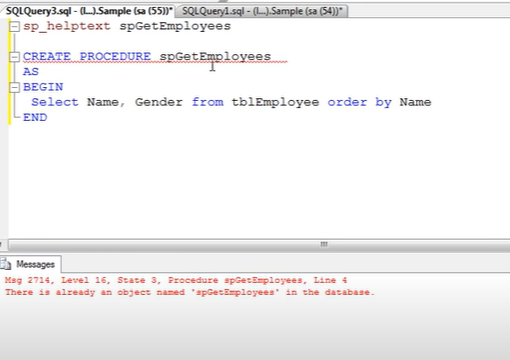 SQLQuery3.sql - (l...).Sample (sa (55))* SQLQuery1.sql - (l...).Sample (sa (54))*
sp_helptext spGetEmployees
CREATE PROCEDURE spGetEmployees
AS
BEGIN
Select Name, Gender from tblEmployee order by Name
END
Messages
Msg 2714, Level 16, State 3, Procedure spGetEmployees, Line 4
There is already an object named 'spGetEmployees' in the database.